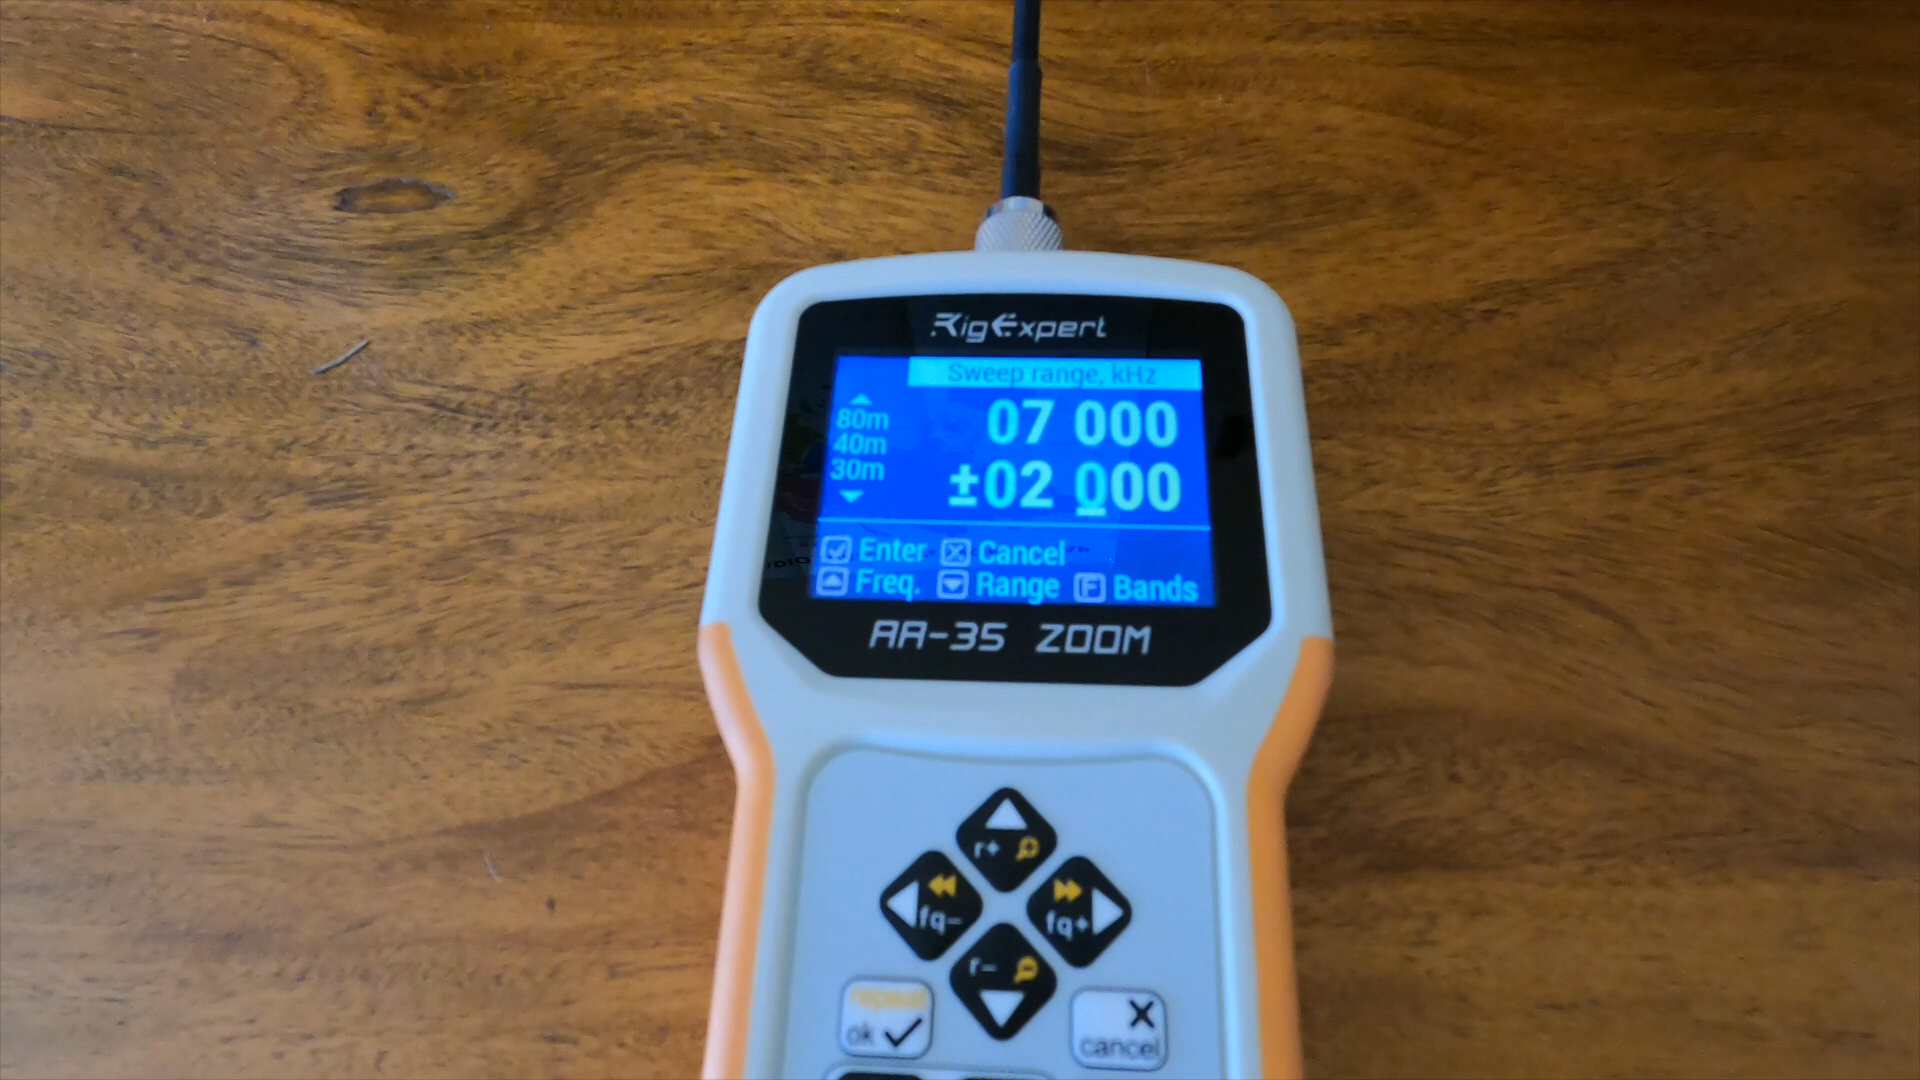 RigExpert
Sweep range, kHz
80m
40m
30m
07 000
±02 000
Enter Cancel
Freq. Range F Bands
AA-35 ZOOM
r+
fq-
fq+
r-
repeat
ok
X
cancel